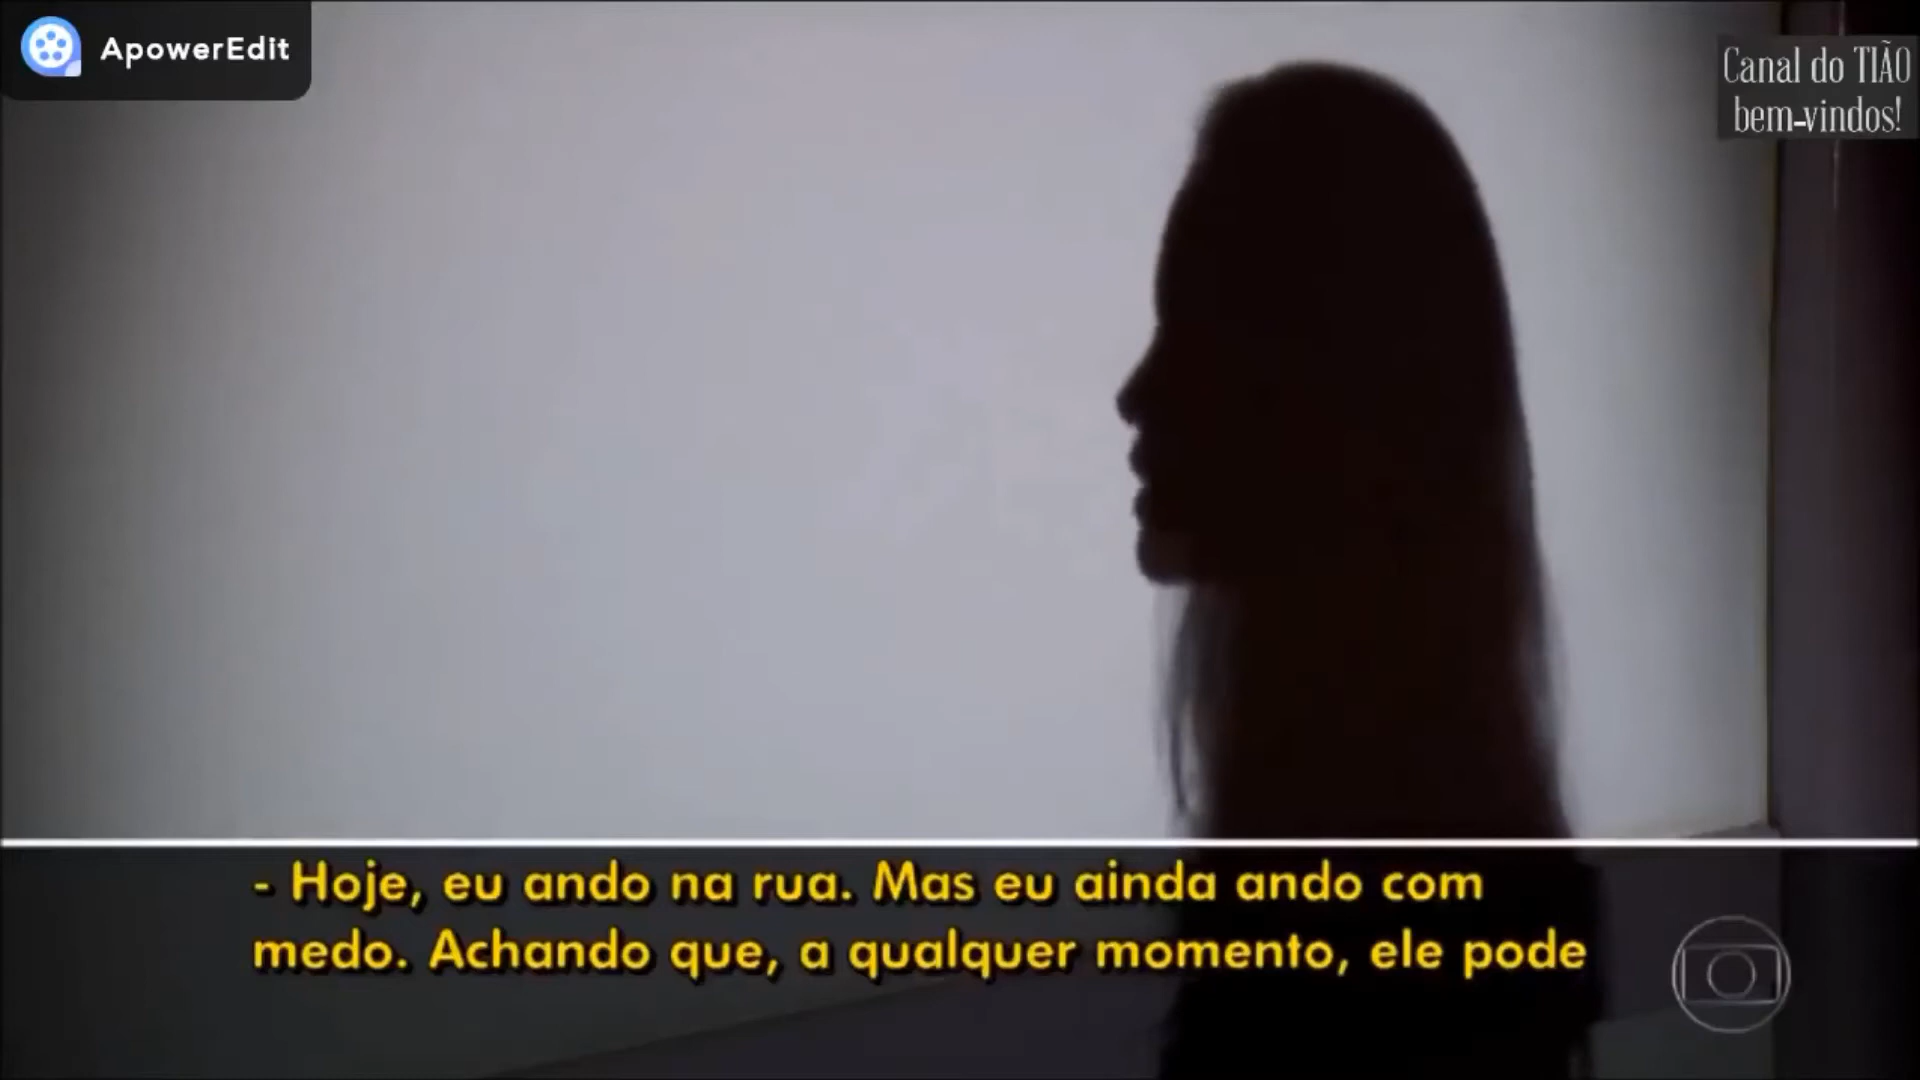 ApowerEdit
Canal do TIÃO
bem-vindos!
- Hoje, eu ando na rua. Mas eu ainda ando com
medo. Achando que, a qualquer momento, ele pode